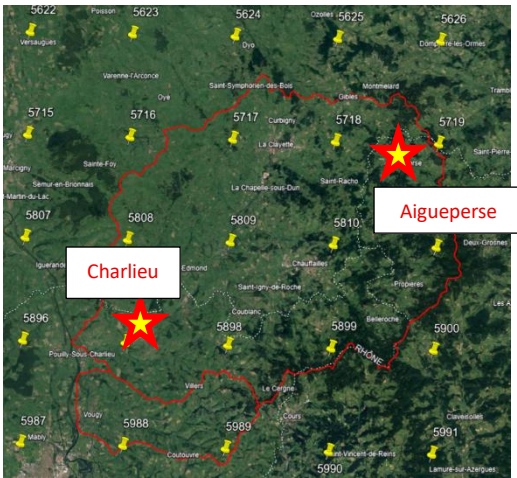 Poisson
Ozolles
5622
5623
5624
5625
5626
Versaugues
Dyo
Dompierre-les-Ormes
Varenne-l'Arconce
Saint-Symphorien-des-Bois
Montmelard
Gibles
Oyé
5715
5716
5717
Curbigny
5718
5719
La Clayette
Marcigny
Sainte-Foy
Saint-Pierre-
Semur-en-Brionnais
La Chapelle-sous-Dun
Saint-Racho
t-Martin-du-Lac
Aigueperse
5807
5808
5809
5810
Deux-Grosnes
Iguerande
Edmond
Chauffailles
Charlieu
Saint-Igny-de-Roche
Propières
Coublanc
Belleroche
Les A
5896
5898
5899
5900
Pouilly-Sous-Charlieu
RHÔNE
Villers
Le Cergne
Vougy
Cours
5987
5988
5989
5991
Mably
Coutouvre
5990
Saint-Vincent-de-Reins
Lamure-sur-Azergues